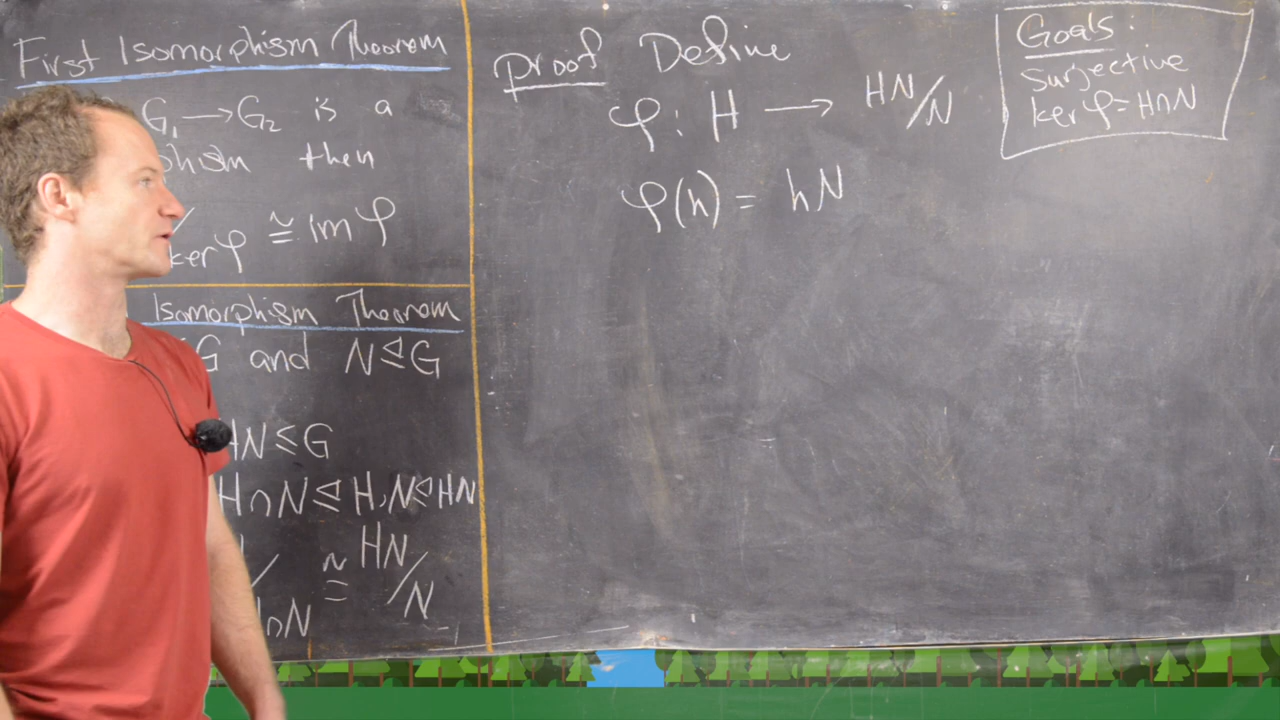 First Isomorphism Theorem
G₁ → G₂ is a
phism then
ker φ ≅ im φ
Isomorphism Theorem
G and N ⊴ G
HN ≤ G
H ∩ N ⊴ H, N ⊴ HN
∩N ≅ HN/N
Proof Define
φ: H → HN/N
φ(h) = hN
Goals:
Surjective
ker φ = H∩N